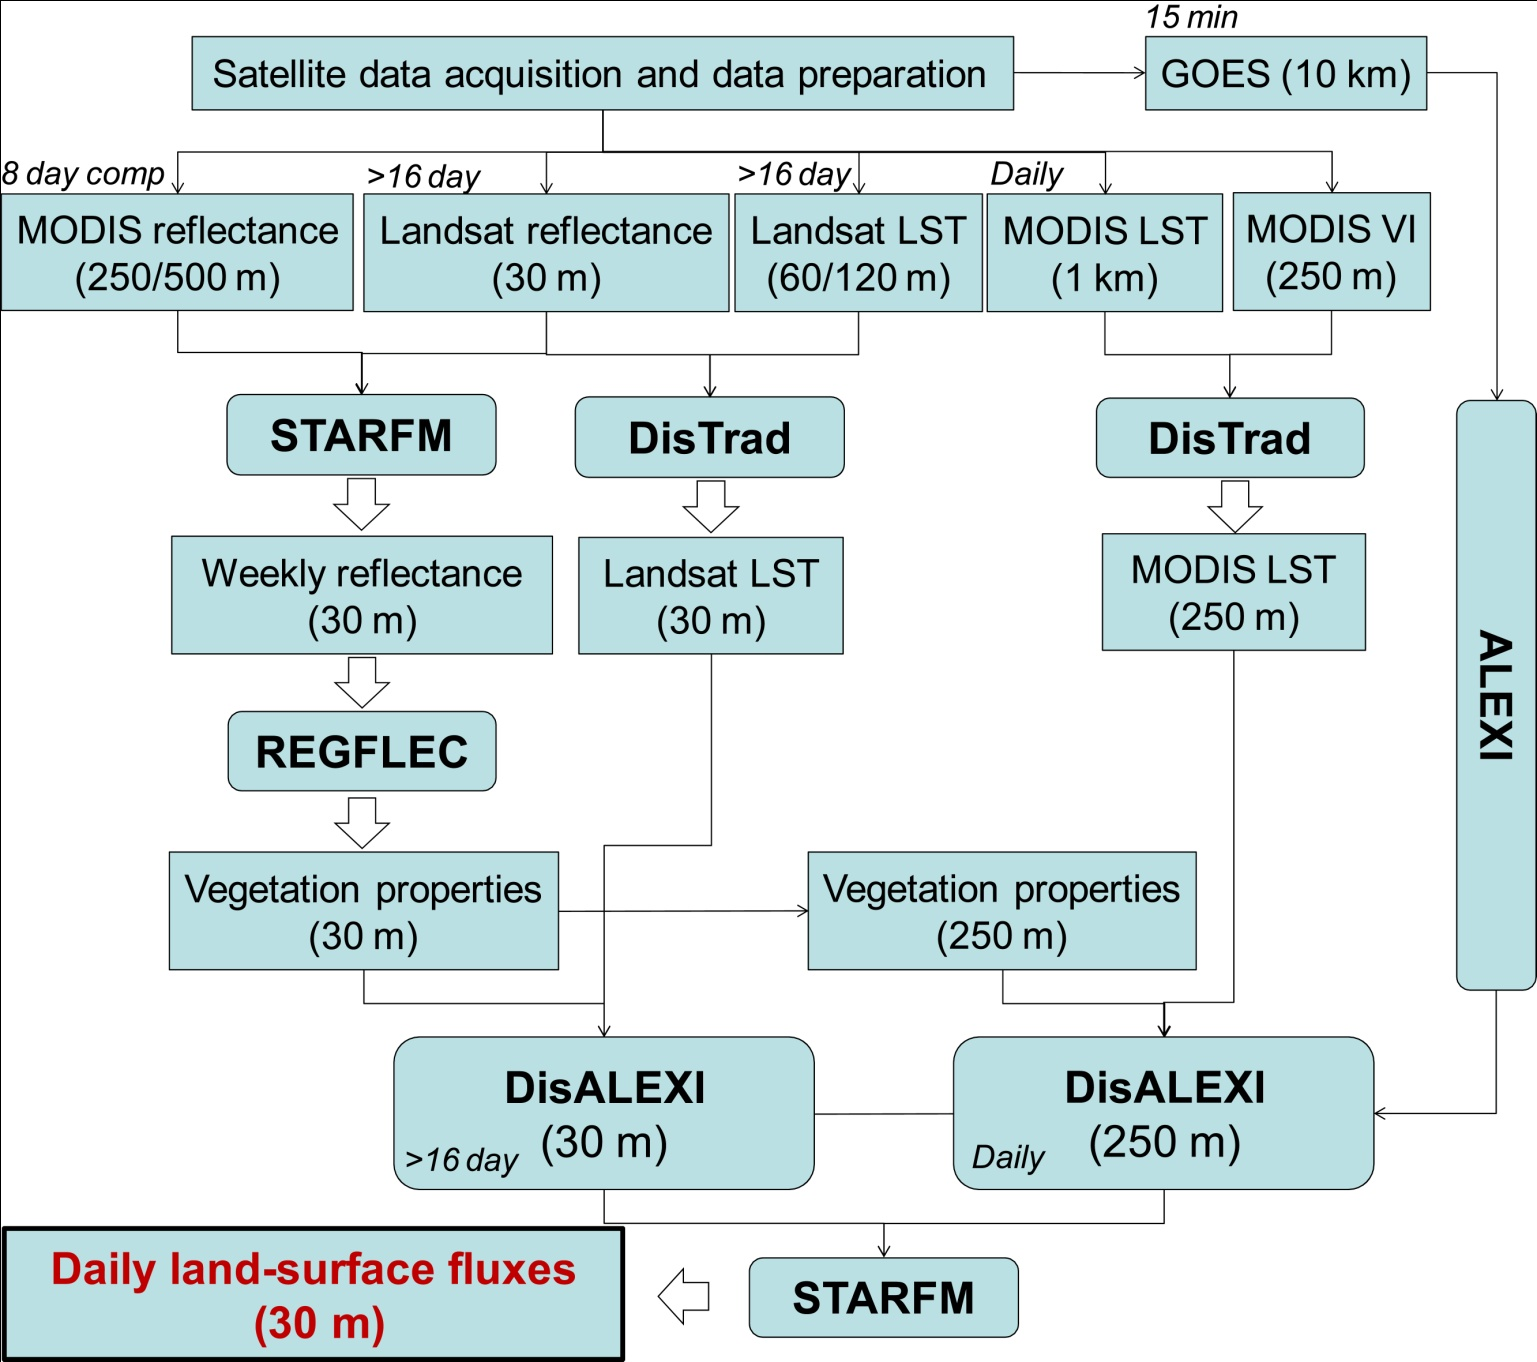 15 min
Satellite data acquisition and data preparation
GOES (10 km)
8 day comp
>16 day
>16 day
Daily
MODIS reflectance
(250/500 m)
Landsat reflectance
(30 m)
Landsat LST
(60/120 m)
MODIS LST
(1 km)
MODIS VI
(250 m)
STARFM
DisTrad
DisTrad
Weekly reflectance
(30 m)
Landsat LST
(30 m)
MODIS LST
(250 m)
ALEXI
REGFLEC
Vegetation properties
(30 m)
Vegetation properties
(250 m)
DisALEXI
(30 m)
>16 day
DisALEXI
(250 m)
Daily
STARFM
Daily land-surface fluxes
(30 m)